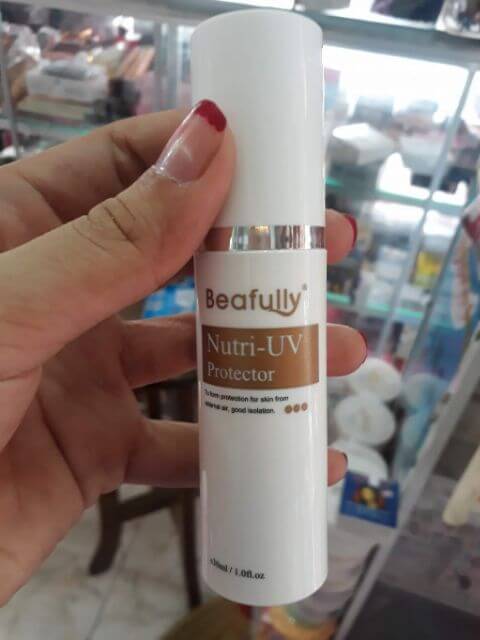 Beafully®
Nutri-UV
Protector
To form protection for skin from
external air, good isolation.
30ml / 1.0fl.oz